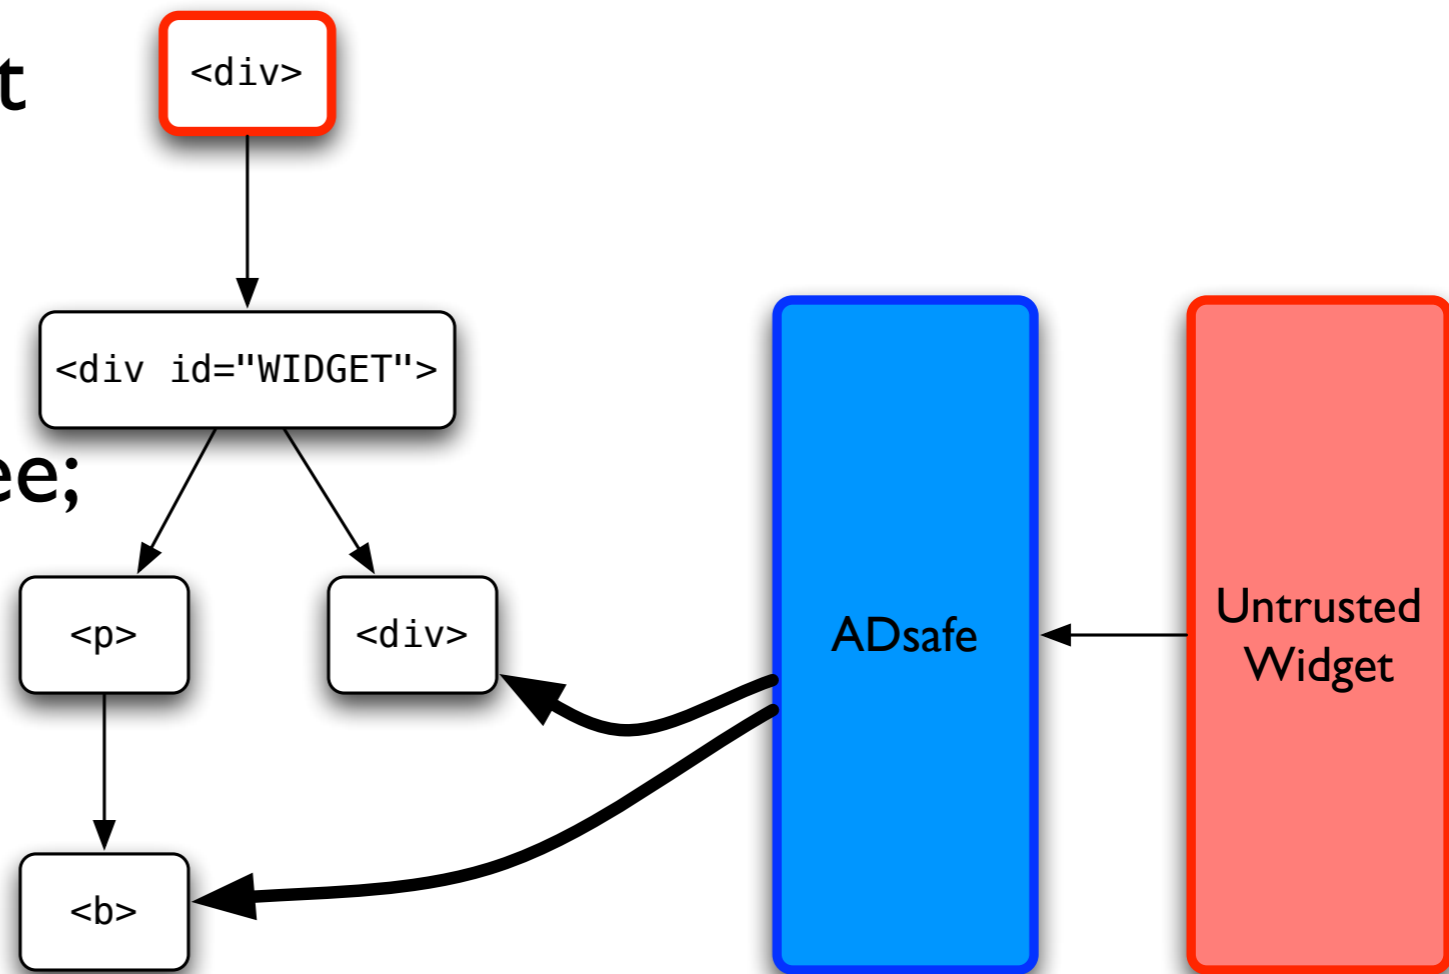 t
<div>
<div id="WIDGET">
ee;
<p>
<div>
ADsafe
Untrusted
Widget
<b>